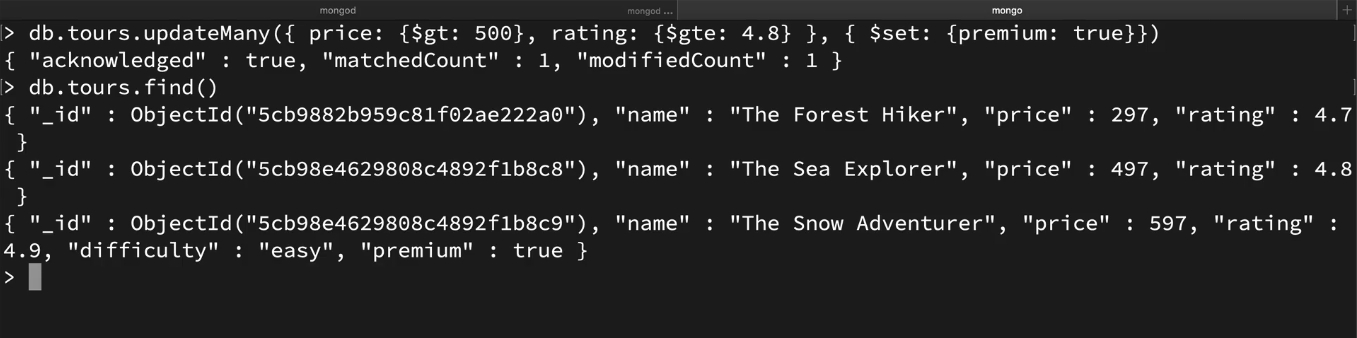 mongod
mongod ...
mongo
+
> db.tours.updateMany({ price: {$gt: 500}, rating: {$gte: 4.8} }, { $set: {premium: true}})
{ "acknowledged" : true, "matchedCount" : 1, "modifiedCount" : 1 }
> db.tours.find()
{ "_id" : ObjectId("5cb9882b959c81f02ae222a0"), "name" : "The Forest Hiker", "price" : 297, "rating" : 4.7
}
{ "_id" : ObjectId("5cb98e4629808c4892f1b8c8"), "name" : "The Sea Explorer", "price" : 497, "rating" : 4.8
}
{ "_id" : ObjectId("5cb98e4629808c4892f1b8c9"), "name" : "The Snow Adventurer", "price" : 597, "rating" :
4.9, "difficulty" : "easy", "premium" : true }
>